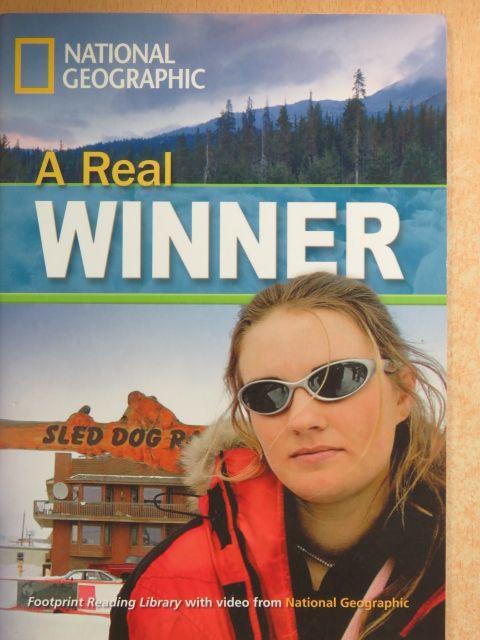 NATIONAL
GEOGRAPHIC
A Real
WINNER
SLED DOG
Footprint Reading Library with video from National Geographic